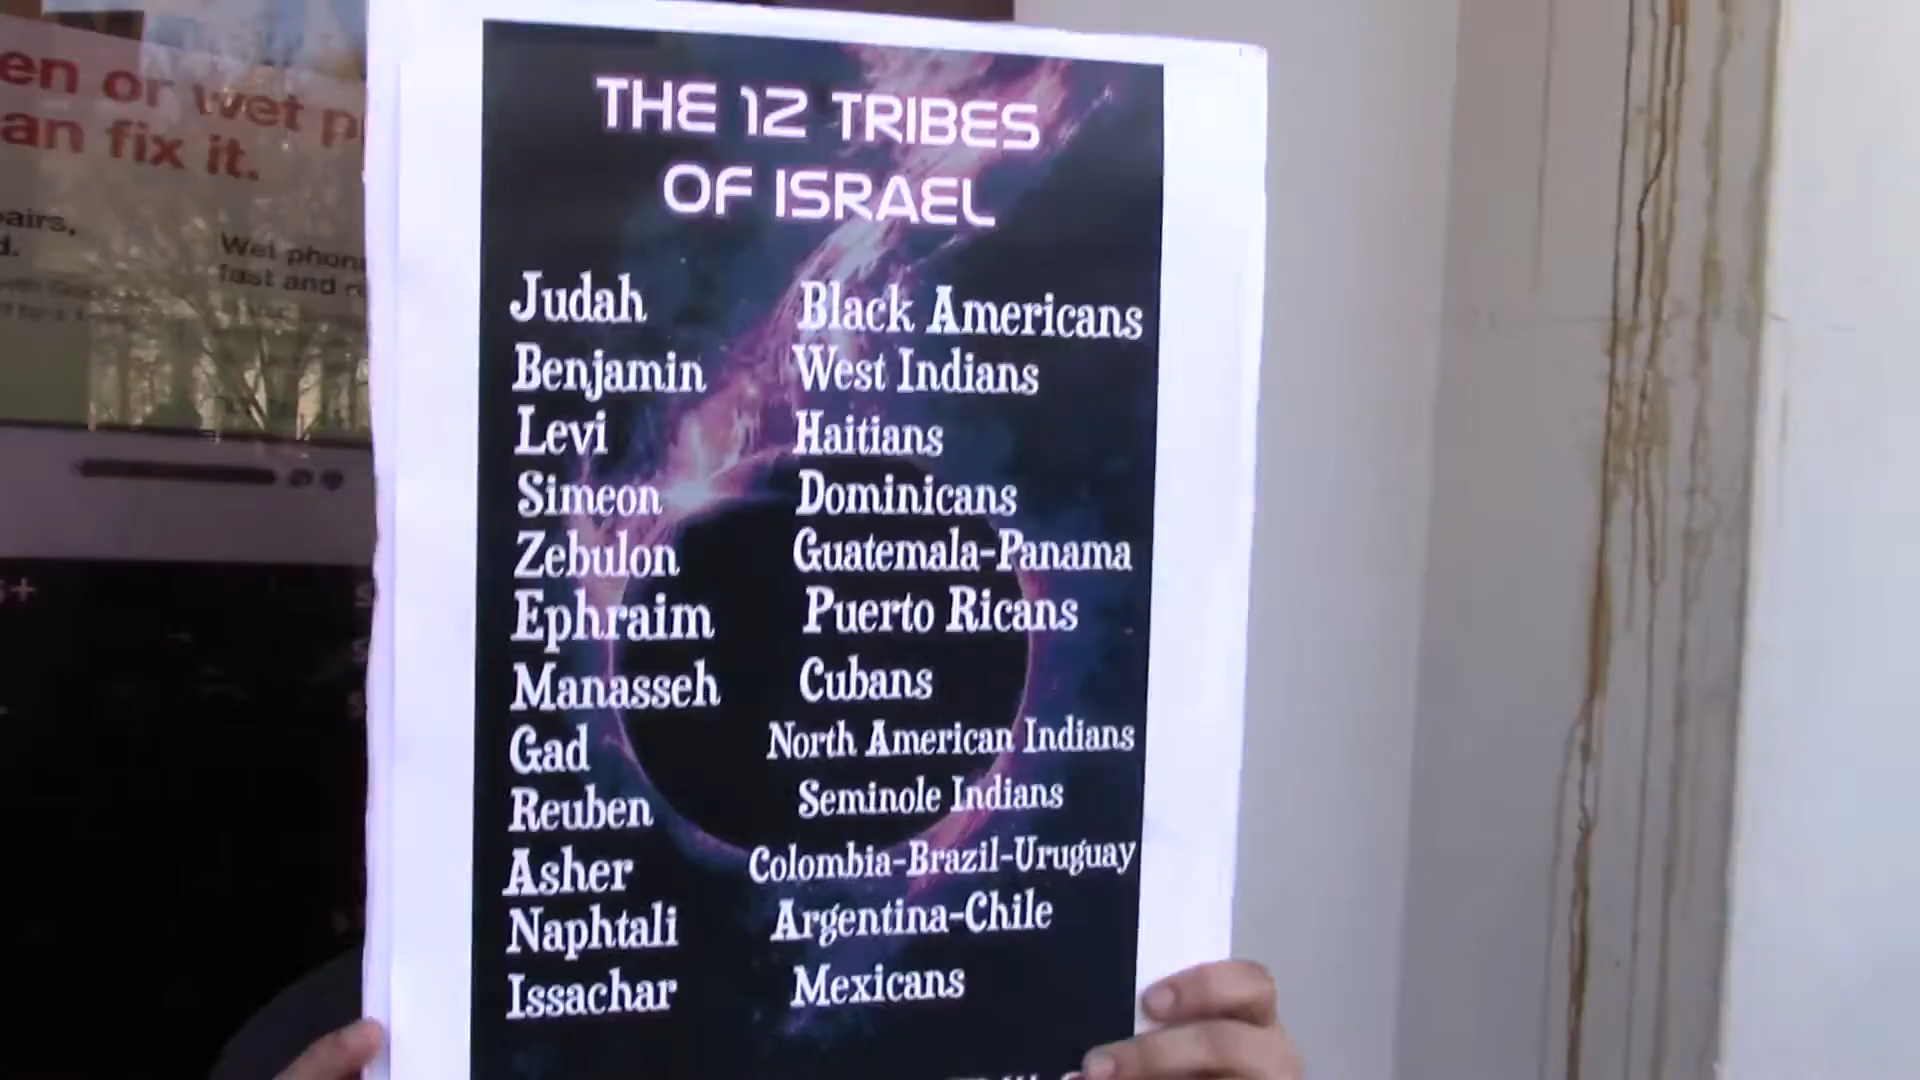 en or wet
an fix it.
airs,
d.
Wet phon
fast and r
THE 12 TRIBES
OF ISRAEL
Judah Black Americans
Benjamin West Indians
Levi Haitians
Simeon Dominicans
Zebulon Guatemala-Panama
Ephraim Puerto Ricans
Manasseh Cubans
Gad North American Indians
Reuben Seminole Indians
Asher Colombia-Brazil-Uruguay
Naphtali Argentina-Chile
Issachar Mexicans